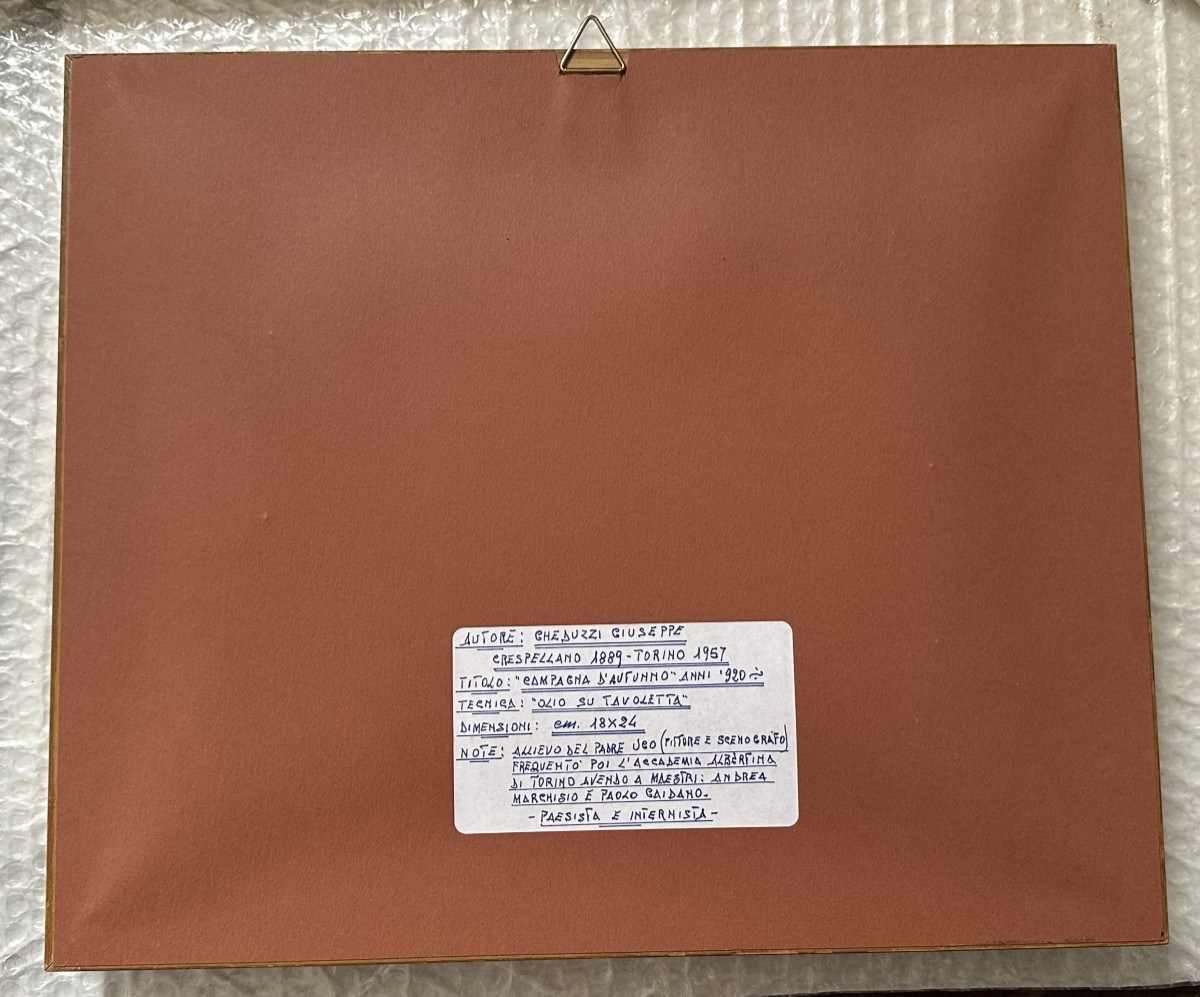 AUTORE: GHEDUZZI GIUSEPPE
CRESPELLANO 1889-TORINO 1957
TITOLO: "CAMPAGNA D'AUTUNNO" ANNI '920 ÷
TECNICA: "OLIO SU TAVOLETTA"
DIMENSIONI: cm. 18X24
NOTE: ALLIEVO DEL PADRE UGO (PITTORE E SCENOGRAFO)
FREQUENTO' POI L'ACCADEMIA ALBERTINA
DI TORINO AVENDO A MAESTRI: ANDREA
MARCHISIO E PAOLO GAIDANO.
- PAESISTA E INTERNISTA -